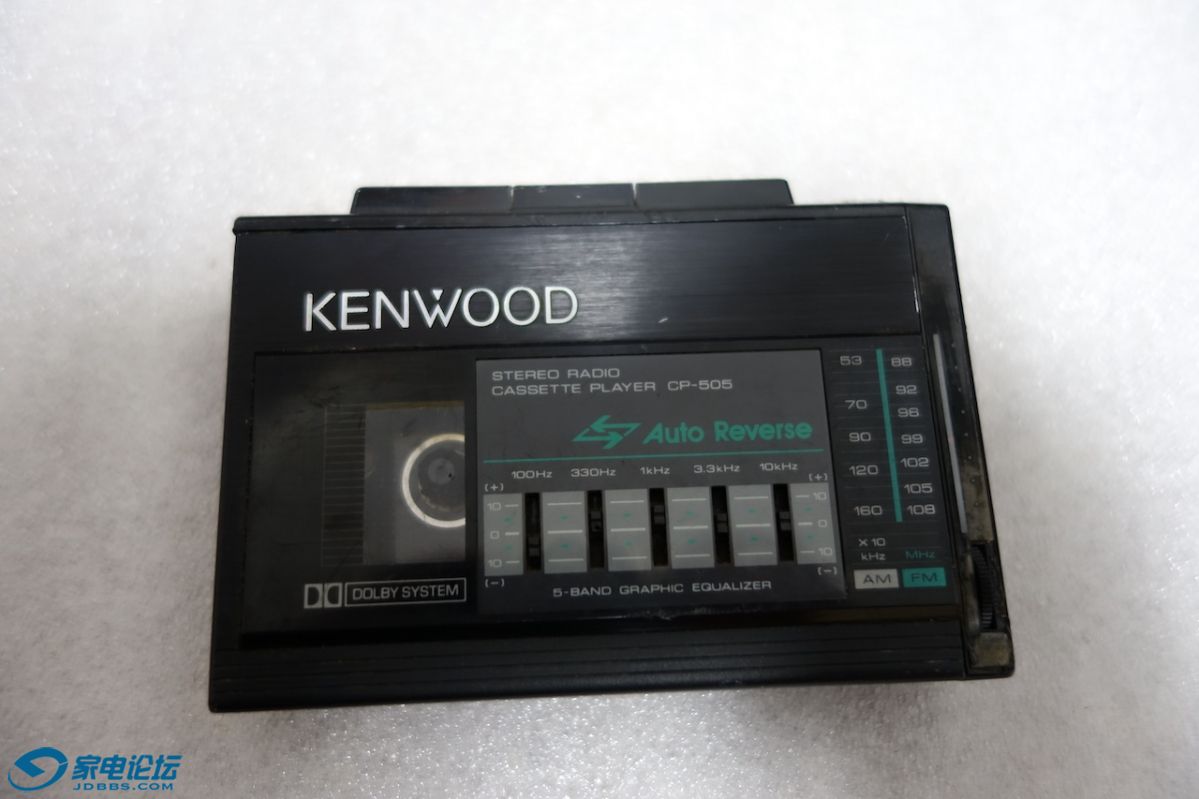 KENWOOD
STEREO RADIO
CASSETTE PLAYER CP-505
Auto Reverse
100Hz 330Hz 1kHz 3.3kHz 10kHz
(+) (+)
10 10
0 0
10 10
(-) (-)
5-BAND GRAPHIC EQUALIZER
DOLBY SYSTEM
53 88
92
70 96
90 99
120 102
105
160 108
X 10
kHz MHz
AM FM
家电论坛
JDBBS.COM